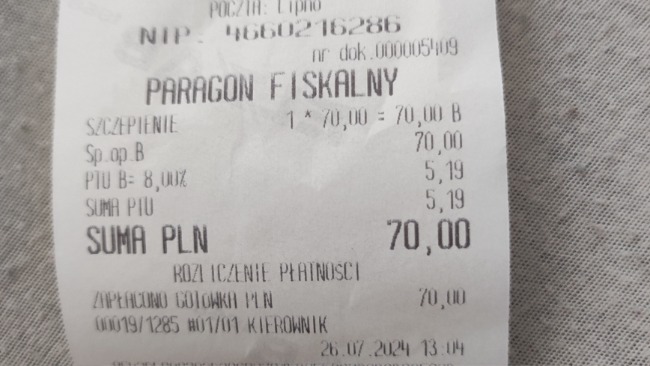 POCZTA: Lipno
NIP: 4660216286
nr dok.000005409
PARAGON FISKALNY
SZCZEPIENIE 1 * 70,00 = 70,00 B
Sp.op.B 70,00
PTU B= 8,00% 5,19
SUMA PTU 5,19
SUMA PLN 70,00
ROZLICZENIE PŁATNOŚCI
ZAPŁACONO GOTÓWKA PLN 70,00
00019/1285 #01/01 KIEROWNIK
26.07.2024 13:04